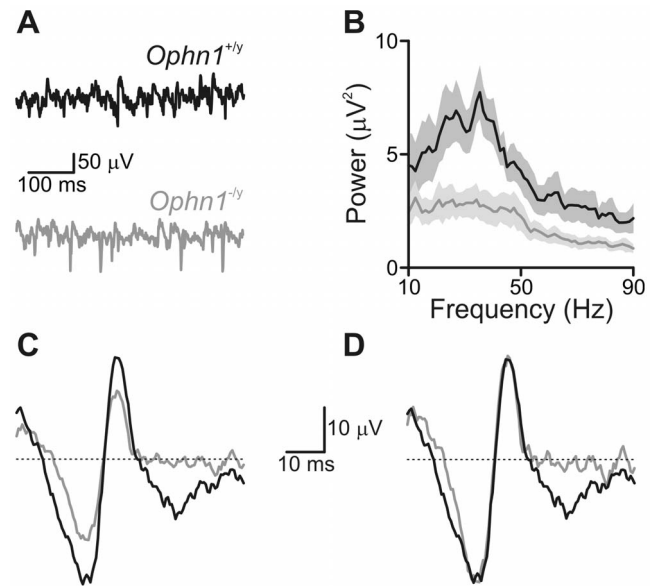 A
Ophn1+/y
50 μV
100 ms
Ophn1-/y
B
10
5
0
Power (μV²)
10
50
90
Frequency (Hz)
C
10 μV
10 ms
D